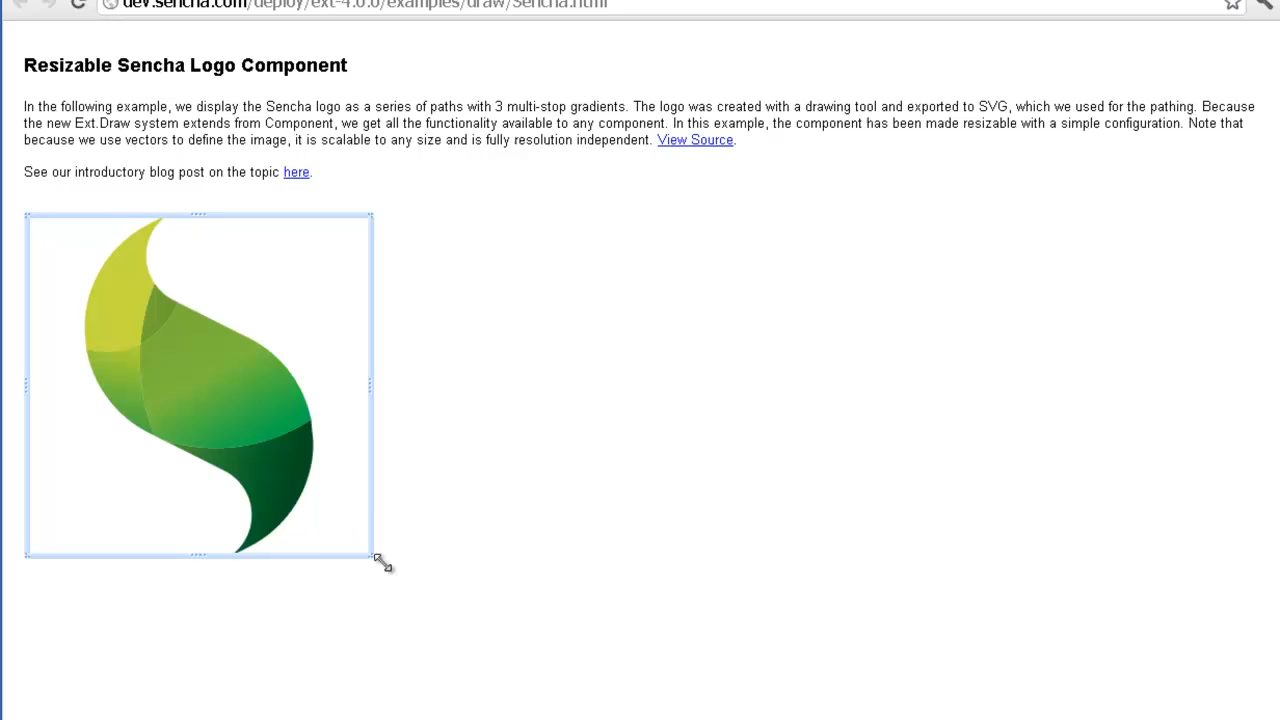 dev.sencha.com/deploy/ext-4.0.0/examples/draw/Sencha.html
Resizable Sencha Logo Component
In the following example, we display the Sencha logo as a series of paths with 3 multi-stop gradients. The logo was created with a drawing tool and exported to SVG, which we used for the pathing. Because
the new Ext.Draw system extends from Component, we get all the functionality available to any component. In this example, the component has been made resizable with a simple configuration. Note that
because we use vectors to define the image, it is scalable to any size and is fully resolution independent. View Source.
See our introductory blog post on the topic here.